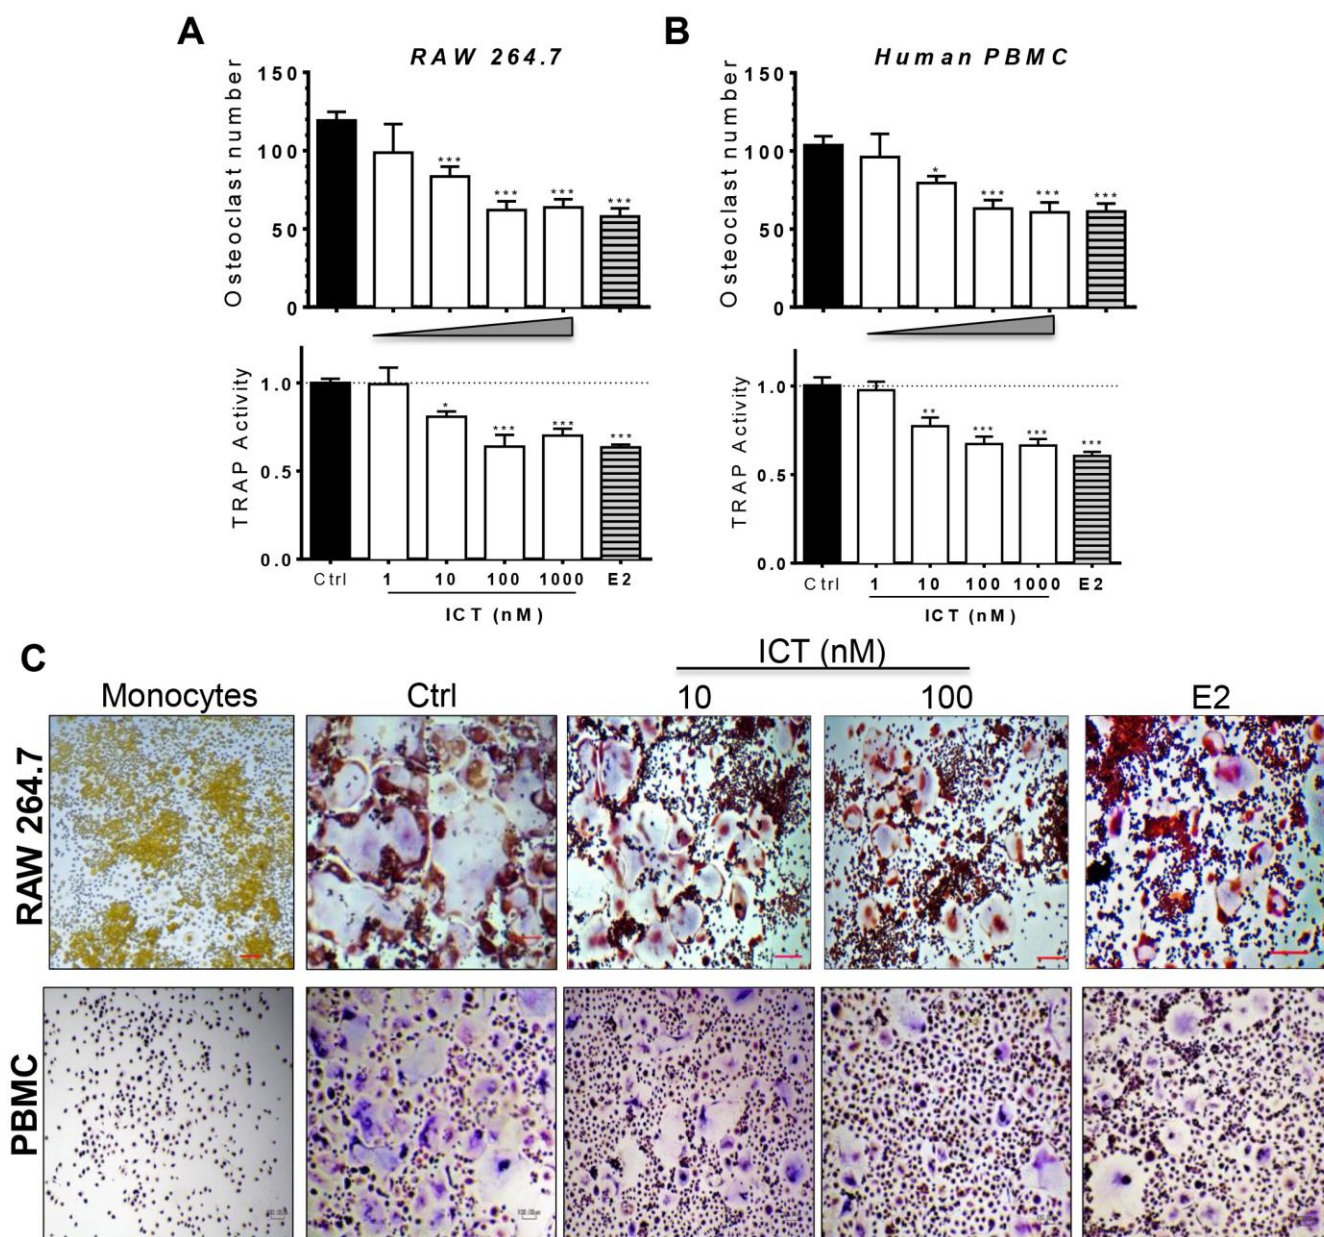 A
RAW 264.7
Osteoclast number
150
100
50
0
***
***
***
***
TRAP Activity
1.0
0.5
0.0
*
***
***
***
Ctrl 1 10 100 1000 E2
ICT (nM)
B
Human PBMC
Osteoclast number
150
100
50
0
*
***
***
***
TRAP Activity
1.0
0.5
0.0
**
***
***
***
Ctrl 1 10 100 1000 E2
ICT (nM)
C
ICT (nM)
Monocytes Ctrl 10 100 E2
RAW 264.7
PBMC